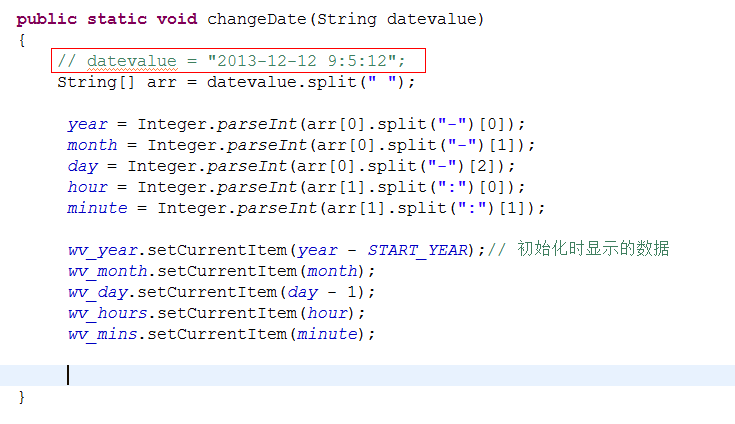 public static void changeDate(String datevalue)
{
// datevalue = "2013-12-12 9:5:12";
String[] arr = datevalue.split(" ");
year = Integer.parseInt(arr[0].split("-")[0]);
month = Integer.parseInt(arr[0].split("-")[1]);
day = Integer.parseInt(arr[0].split("-")[2]);
hour = Integer.parseInt(arr[1].split(":")[0]);
minute = Integer.parseInt(arr[1].split(":")[1]);
wv_year.setCurrentItem(year - START_YEAR);// 初始化时显示的数据
wv_month.setCurrentItem(month);
wv_day.setCurrentItem(day - 1);
wv_hours.setCurrentItem(hour);
wv_mins.setCurrentItem(minute);
}